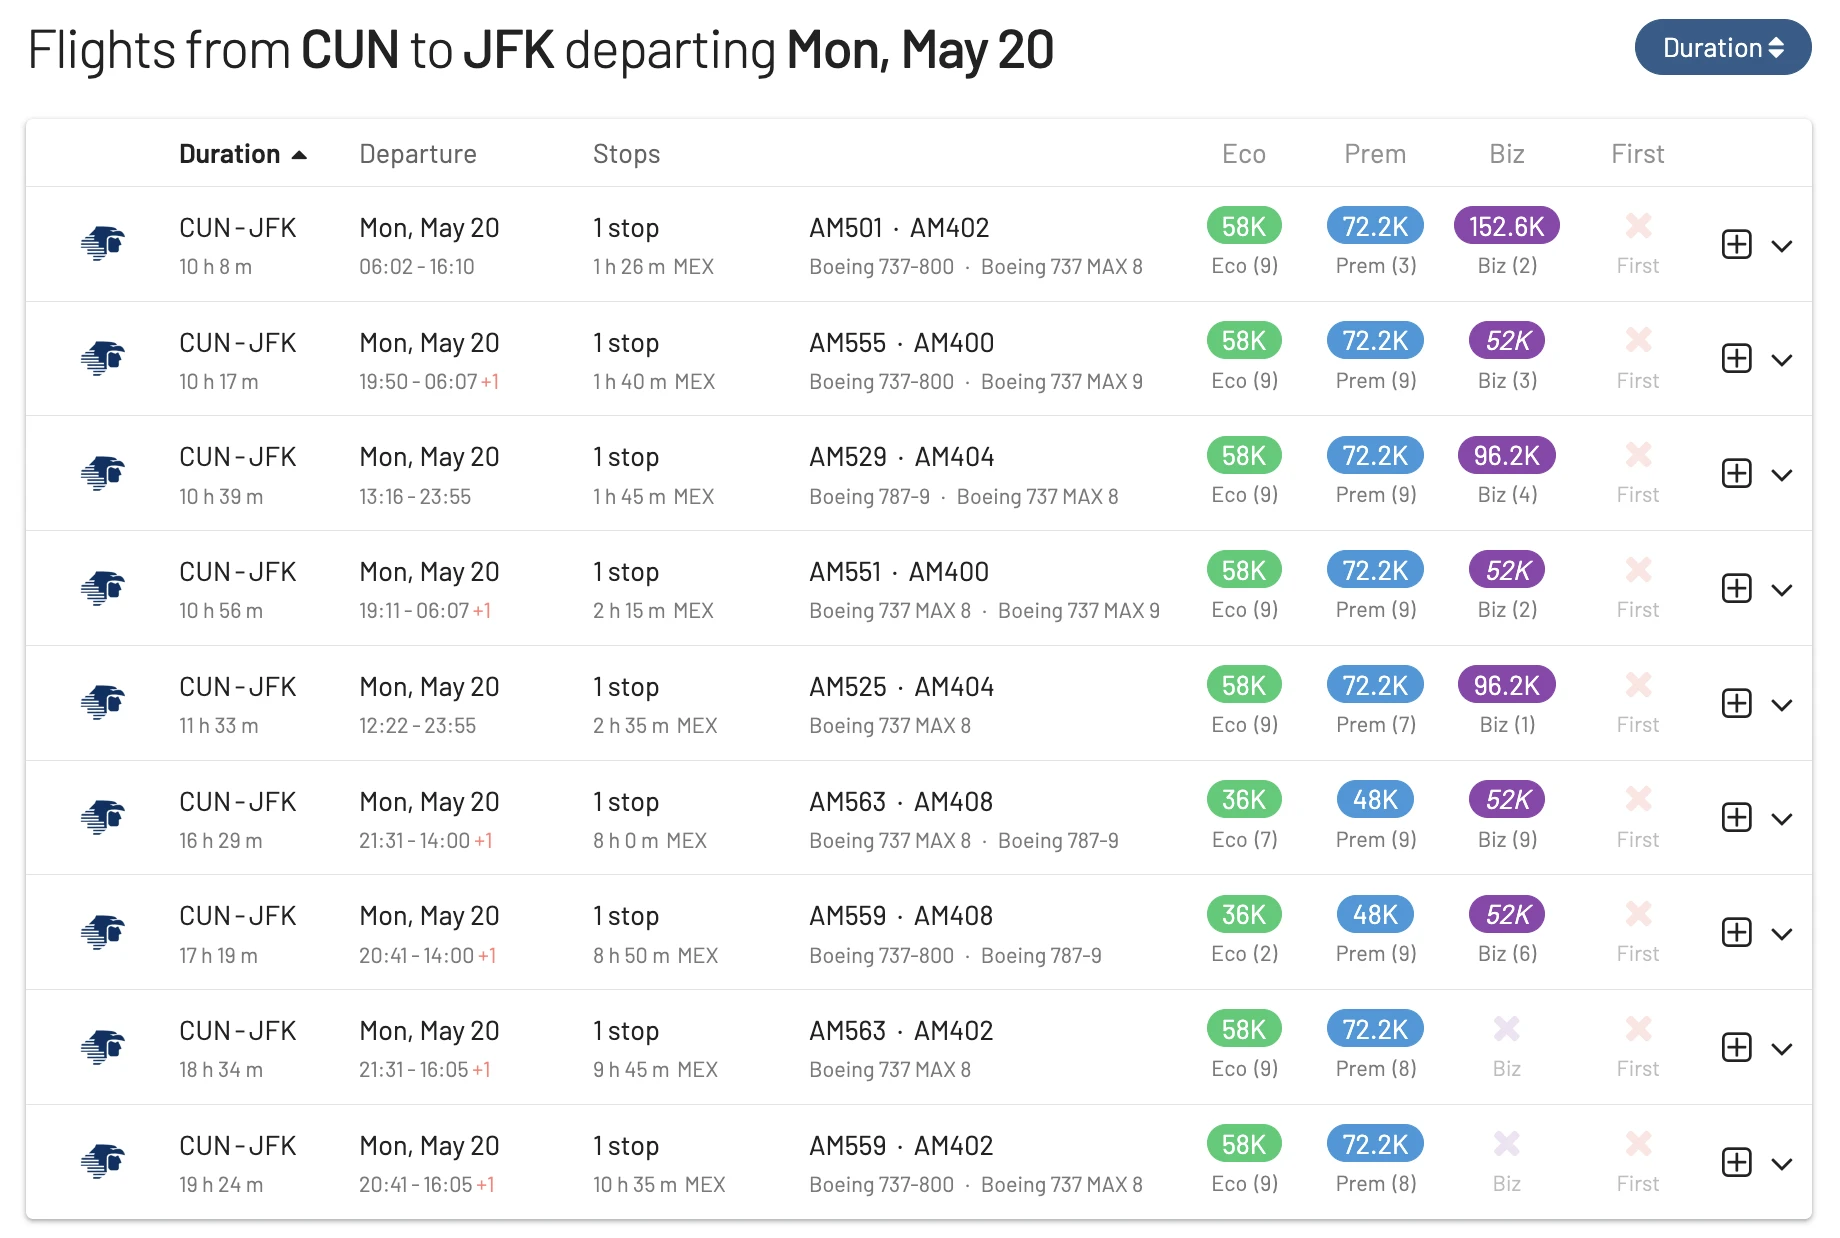 Flights from CUN to JFK departing Mon, May 20
Duration
Duration Departure Stops Eco Prem Biz First
CUN - JFK Mon, May 20 1 stop AM501 · AM402 58K 72.2K 152.6K
10 h 8 m 06:02 - 16:10 1 h 26 m MEX Boeing 737-800 · Boeing 737 MAX 8 Eco (9) Prem (3) Biz (2) First
CUN - JFK Mon, May 20 1 stop AM555 · AM400 58K 72.2K 52K
10 h 17 m 19:50 - 06:07 +1 1 h 40 m MEX Boeing 737-800 · Boeing 737 MAX 9 Eco (9) Prem (9) Biz (3) First
CUN - JFK Mon, May 20 1 stop AM529 · AM404 58K 72.2K 96.2K
10 h 39 m 13:16 - 23:55 1 h 45 m MEX Boeing 787-9 · Boeing 737 MAX 8 Eco (9) Prem (9) Biz (4) First
CUN - JFK Mon, May 20 1 stop AM551 · AM400 58K 72.2K 52K
10 h 56 m 19:11 - 06:07 +1 2 h 15 m MEX Boeing 737 MAX 8 · Boeing 737 MAX 9 Eco (9) Prem (9) Biz (2) First
CUN - JFK Mon, May 20 1 stop AM525 · AM404 58K 72.2K 96.2K
11 h 33 m 12:22 - 23:55 2 h 35 m MEX Boeing 737 MAX 8 Eco (9) Prem (7) Biz (1) First
CUN - JFK Mon, May 20 1 stop AM563 · AM408 36K 48K 52K
16 h 29 m 21:31 - 14:00 +1 8 h 0 m MEX Boeing 737 MAX 8 · Boeing 787-9 Eco (7) Prem (9) Biz (9) First
CUN - JFK Mon, May 20 1 stop AM559 · AM408 36K 48K 52K
17 h 19 m 20:41 - 14:00 +1 8 h 50 m MEX Boeing 737-800 · Boeing 787-9 Eco (2) Prem (9) Biz (6) First
CUN - JFK Mon, May 20 1 stop AM563 · AM402 58K 72.2K
18 h 34 m 21:31 - 16:05 +1 9 h 45 m MEX Boeing 737 MAX 8 Eco (9) Prem (8) Biz First
CUN - JFK Mon, May 20 1 stop AM559 · AM402 58K 72.2K
19 h 24 m 20:41 - 16:05 +1 10 h 35 m MEX Boeing 737-800 · Boeing 737 MAX 8 Eco (9) Prem (8) Biz First